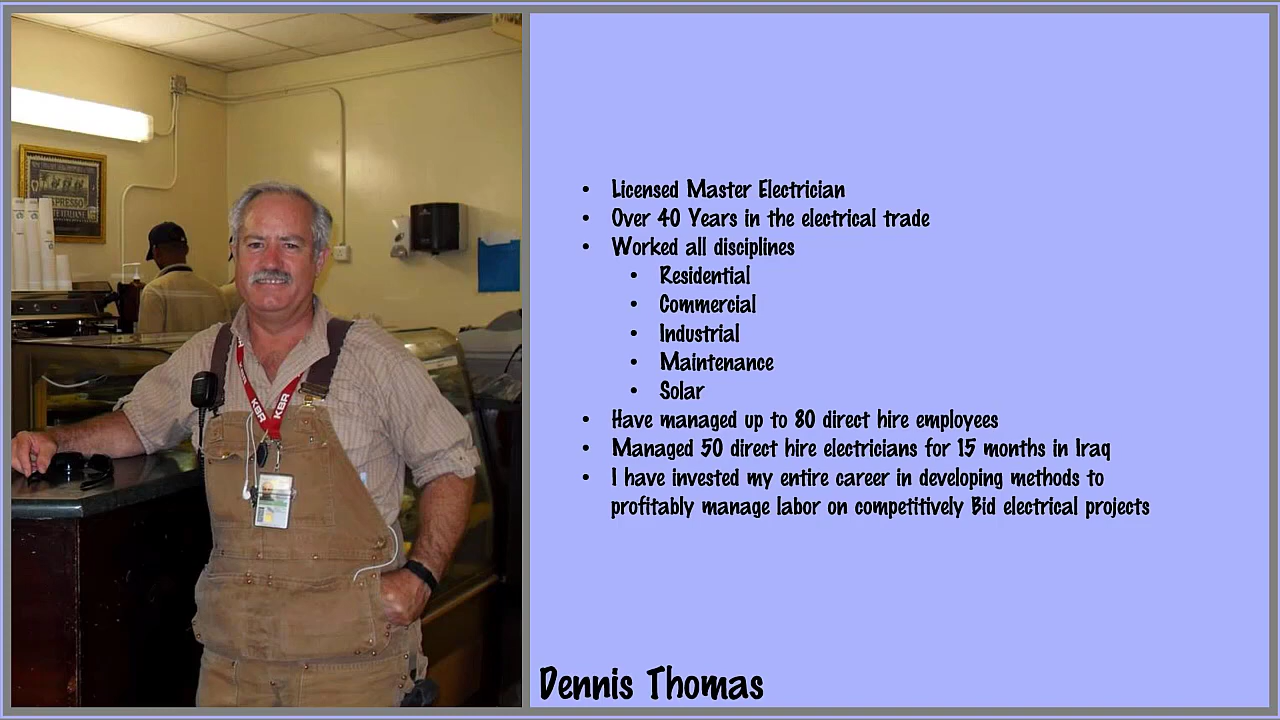 Licensed Master Electrician
Over 40 Years in the electrical trade
Worked all disciplines
Residential
Commercial
Industrial
Maintenance
Solar
Have managed up to 80 direct hire employees
Managed 50 direct hire electricians for 15 months in Iraq
I have invested my entire career in developing methods to
profitably manage labor on competitively Bid electrical projects
Dennis Thomas
KBR KBR